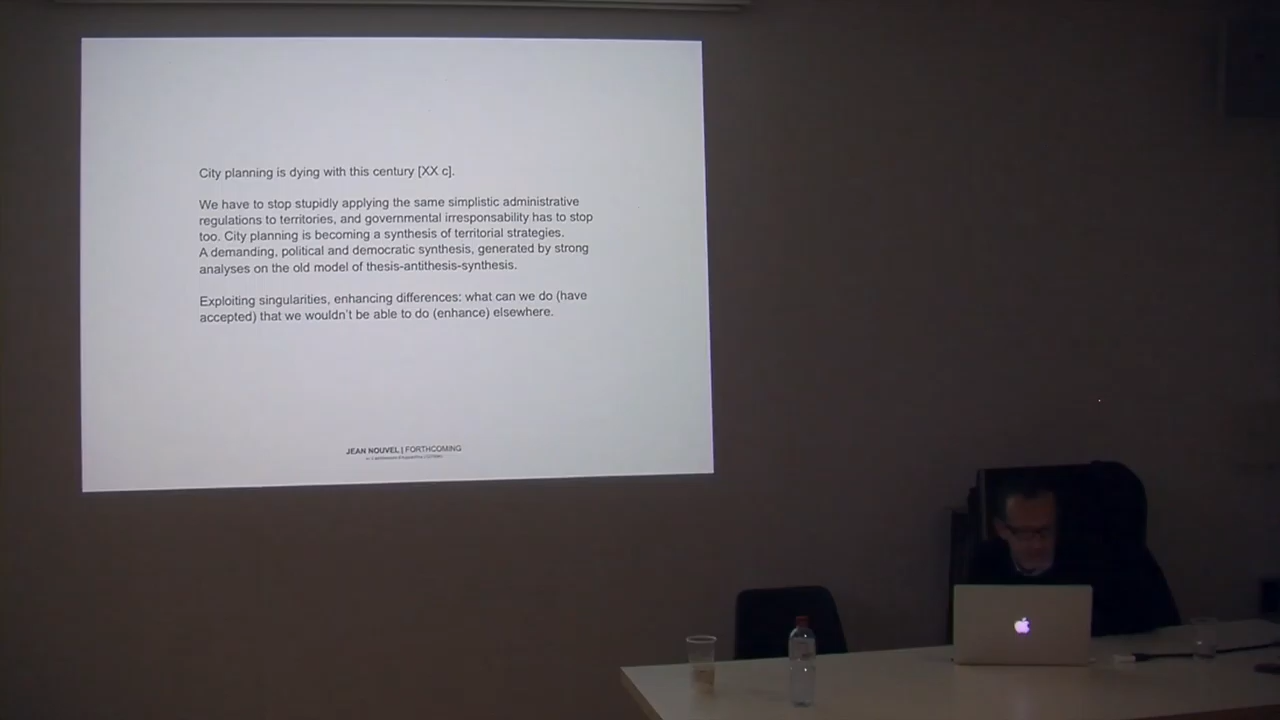 City planning is dying with this century [XX c].
We have to stop stupidly applying the same simplistic administrative
regulations to territories, and governmental irresponsability has to stop
too. City planning is becoming a synthesis of territorial strategies.
A demanding, political and democratic synthesis, generated by strong
analyses on the old model of thesis-antithesis-synthesis.
Exploiting singularities, enhancing differences: what can we do (have
accepted) that we wouldn't be able to do (enhance) elsewhere.
JEAN NOUVEL | FORTHCOMING